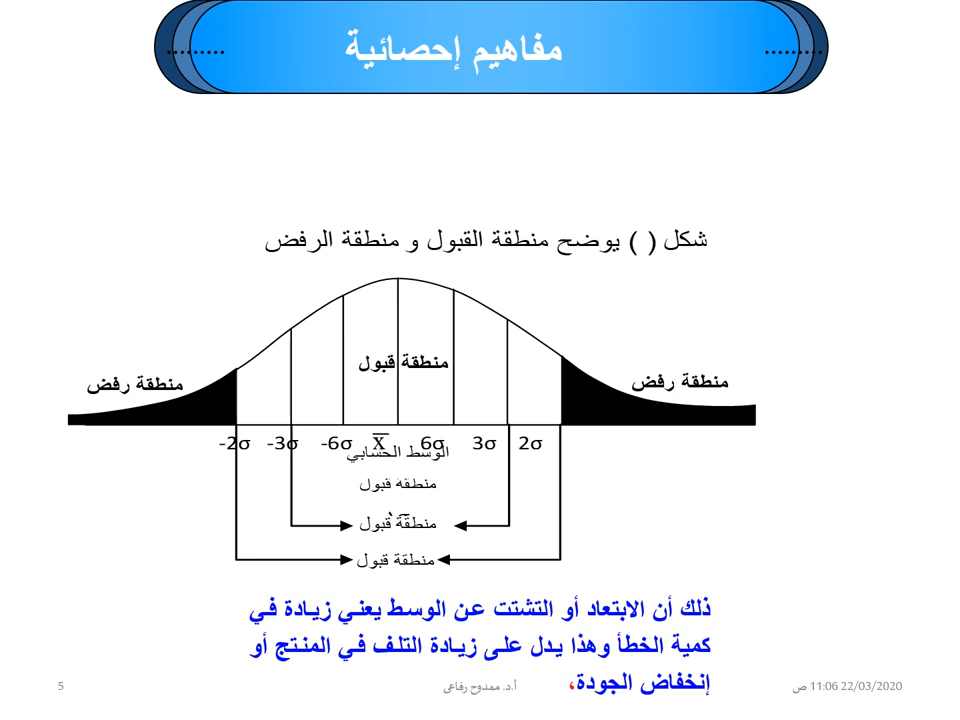 ......... مفاهيم إحصائية .........
شكل ( ) يوضح منطقة القبول و منطقة الرفض
منطقة قبول
منطقة رفض
منطقة رفض
-2σ -3σ -6σ X̅ 6σ 3σ 2σ
الوسط الحسابي
منطقة قبول
منطقة قبول
منطقة قبول
ذلك أن الابتعاد أو التشتت عن الوسط يعني زيادة في
كمية الخطأ وهذا يدل على زيادة التلف في المنتج أو
إنخفاض الجودة،
22/03/2020 11:06 ص
أ.د. ممدوح رفاعي
5